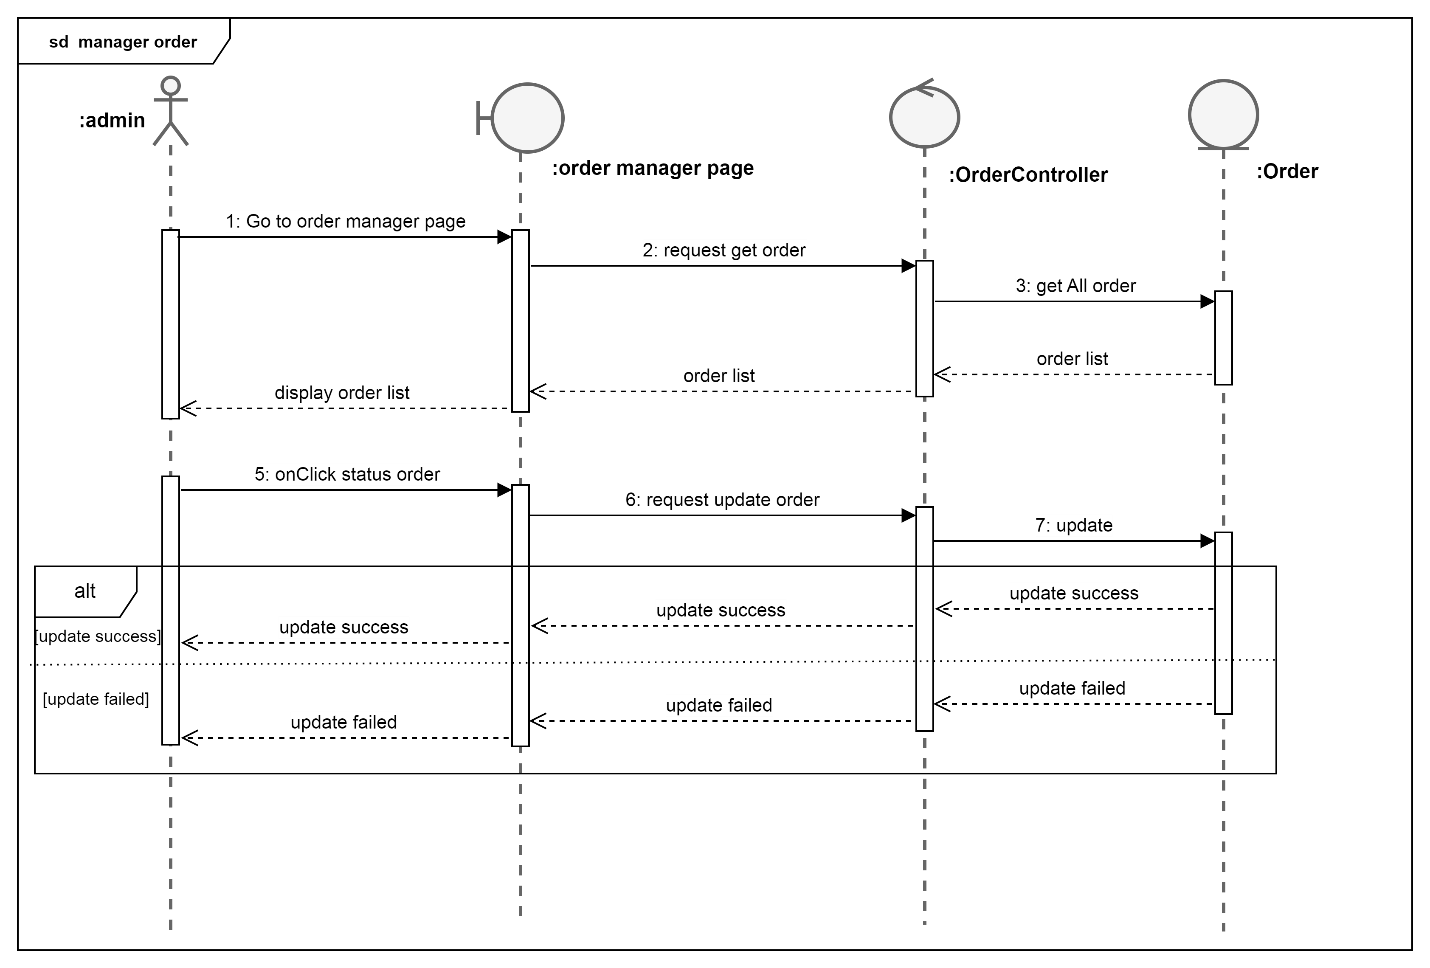 sd  manager order
:admin
:order manager page
:OrderController
:Order
1: Go to order manager page
2: request get order
3: get All order
order list
order list
display order list
5: onClick status order
6: request update order
7: update
alt
update success
update success
update success
[update success]
update failed
[update failed]
update failed
update failed